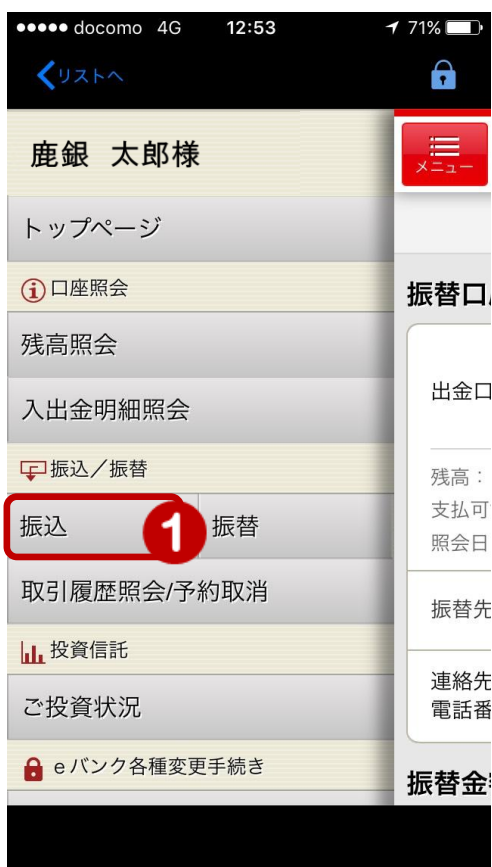 docomo 4G 12:53 71%
リストへ
鹿銀 太郎様
メニュー
トップページ
口座照会
振替口
残高照会
出金口
入出金明細照会
残高：
振込／振替
支払可
振込 1 振替
照会日
取引履歴照会/予約取消
振替先
投資信託
連絡先
ご投資状況
電話番
eバンク各種変更手続き
振替金